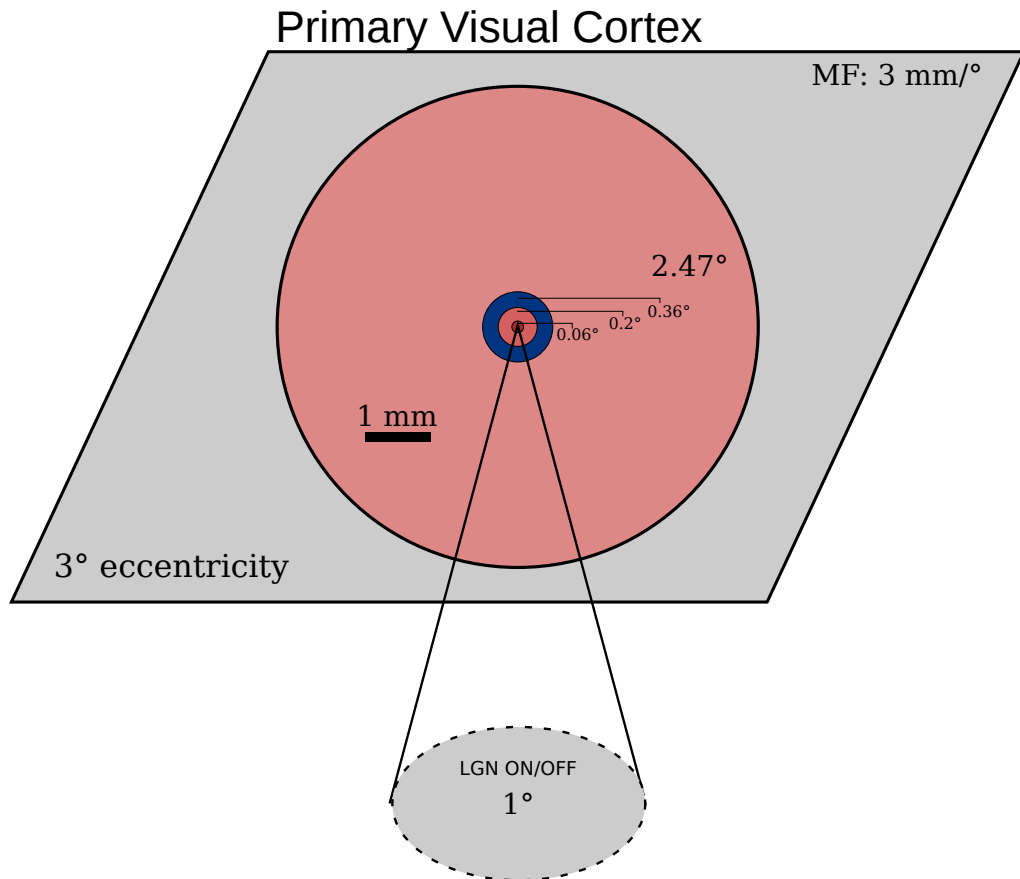 Primary Visual Cortex
MF: 3 mm/°
2.47°
0.36°
0.2°
0.06°
1 mm
3° eccentricity
LGN ON/OFF
1°